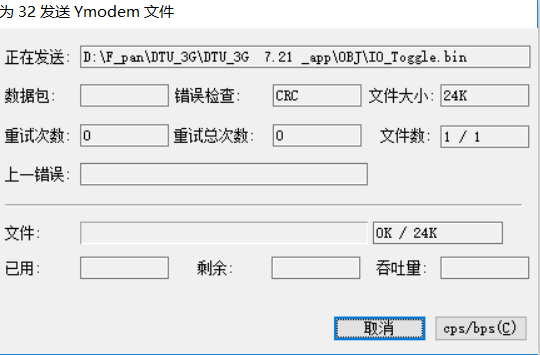 为 32 发送 Ymodem 文件
正在发送: D:\F_pan\DTU_3G\DTU_3G 7.21 _app\OBJ\IO_Toggle.bin
数据包: 错误检查: CRC 文件大小: 24K
重试次数: 0 重试总次数: 0 文件数: 1 / 1
上一错误:
文件: 0K / 24K
已用: 剩余: 吞吐量:
取消 cps/bps(C)